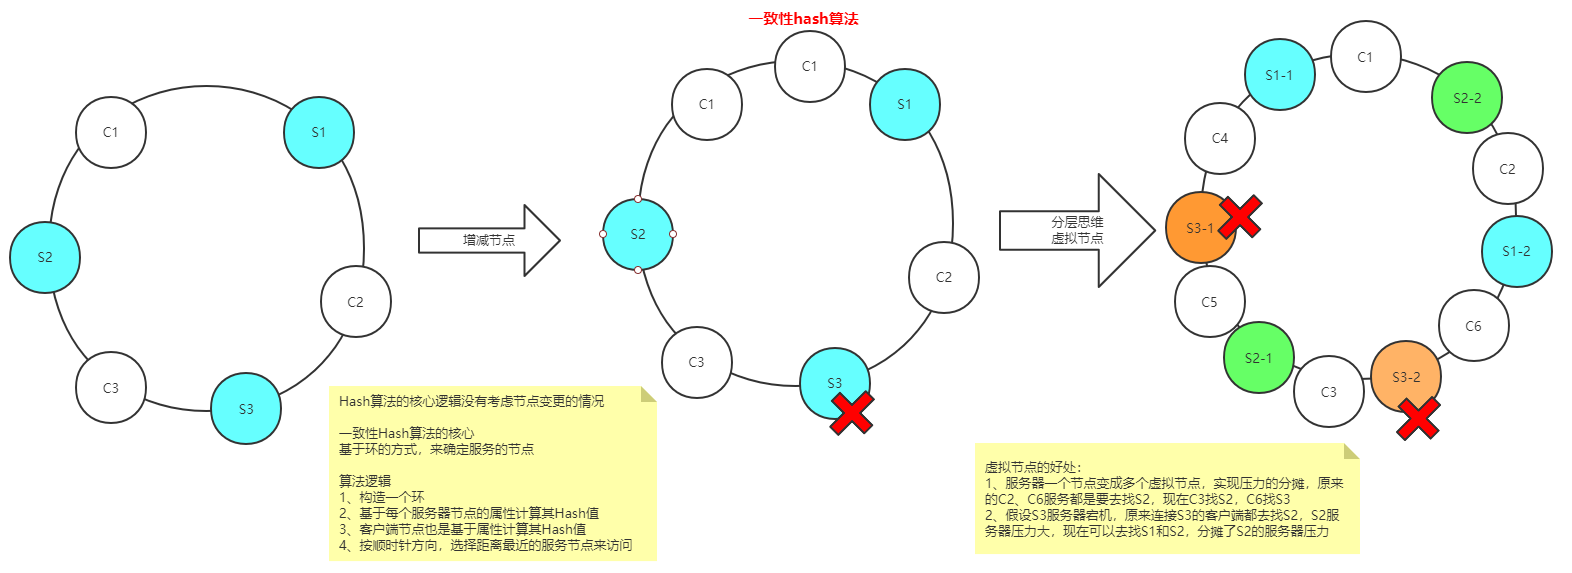 一致性hash算法
C1
S1
S2
C2
C3
S3
增减节点
C1
C1
S1
S2
C2
C3
S3
分层思维
虚拟节点
C1
S1-1
S2-2
C4
C2
S3-1
S1-2
C5
C6
S2-1
S3-2
C3
Hash算法的核心逻辑没有考虑节点变更的情况
一致性Hash算法的核心
基于环的方式，来确定服务的节点
算法逻辑
1、构造一个环
2、基于每个服务器节点的属性计算其Hash值
3、客户端节点也是基于属性计算其Hash值
4、按顺时针方向，选择距离最近的服务节点来访问
虚拟节点的好处：
1、服务器一个节点变成多个虚拟节点，实现压力的分摊，原来
的C2、C6服务都是要去找S2，现在C3找S2，C6找S3
2、假设S3服务器宕机，原来连接S3的客户端都去找S2，S2服
务器压力大，现在可以去找S1和S2，分摊了S2的服务器压力